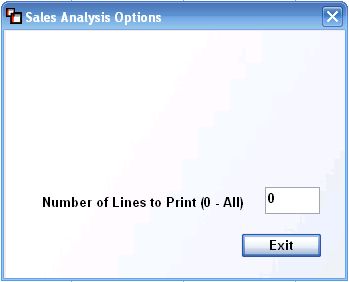 Sales Analysis Options
Number of Lines to Print (0 - All) 0
Exit